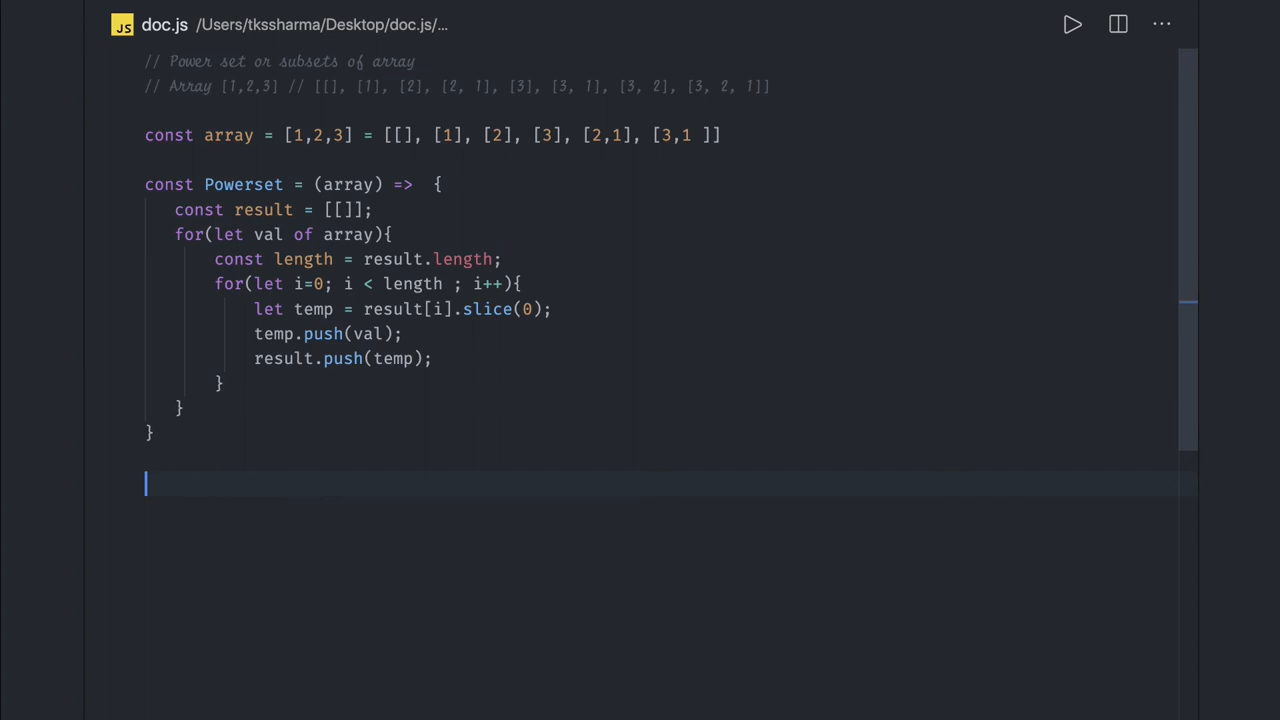 JS doc.js /Users/tkssharma/Desktop/doc.js/...
// Power set or subsets of array
// Array [1,2,3] // [[], [1], [2], [2, 1], [3], [3, 1], [3, 2], [3, 2, 1]]
const array = [1,2,3] = [[], [1], [2], [3], [2,1], [3,1 ]]
const Powerset = (array) => {
const result = [[]];
for(let val of array){
const length = result.length;
for(let i=0; i < length ; i++){
let temp = result[i].slice(0);
temp.push(val);
result.push(temp);
}
}
}